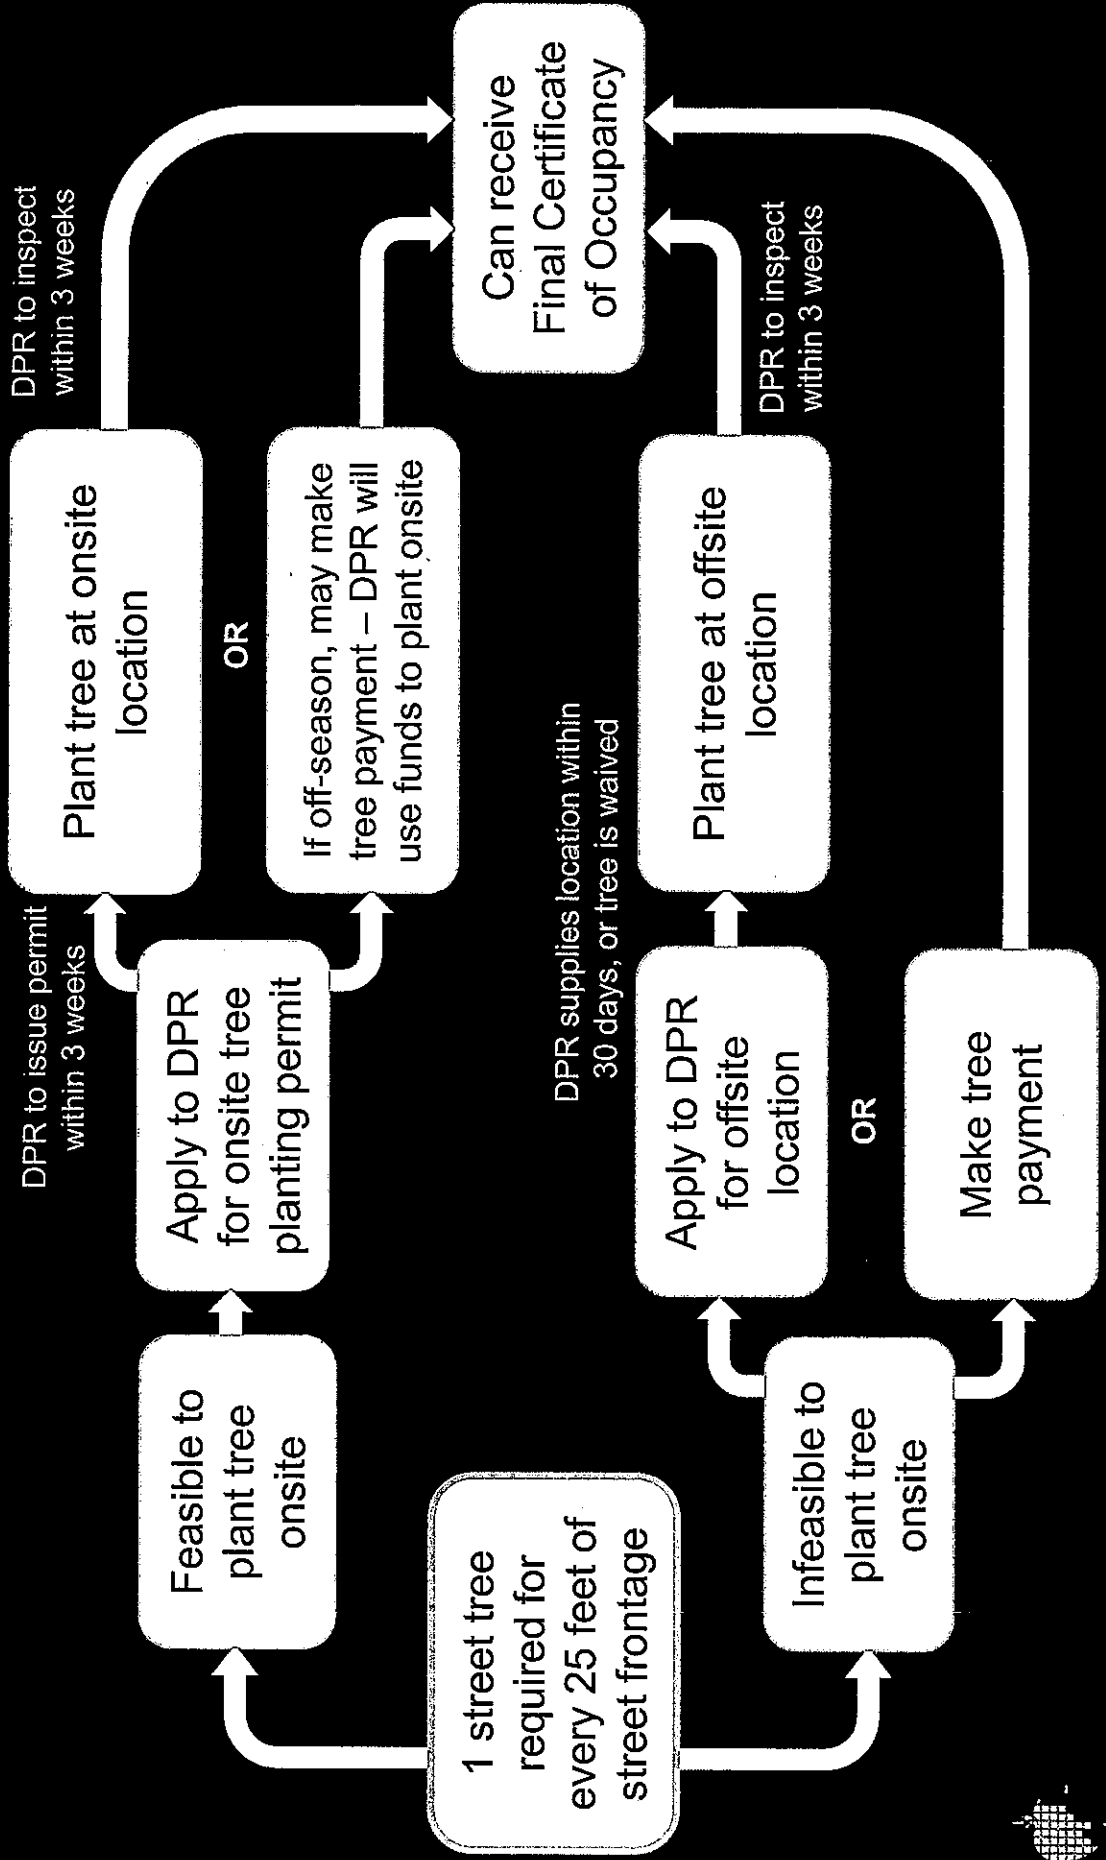 1 street tree
required for
every 25 feet of
street frontage
Feasible to
plant tree
onsite
Apply to DPR
for onsite tree
planting permit
DPR to issue permit
within 3 weeks
Plant tree at onsite
location
OR
If off-season, may make
tree payment – DPR will
use funds to plant onsite
DPR to inspect
within 3 weeks
Infeasible to
plant tree
onsite
Apply to DPR
for offsite
location
OR
Make tree
payment
DPR supplies location within
30 days, or tree is waived
Plant tree at offsite
location
DPR to inspect
within 3 weeks
Can receive
Final Certificate
of Occupancy